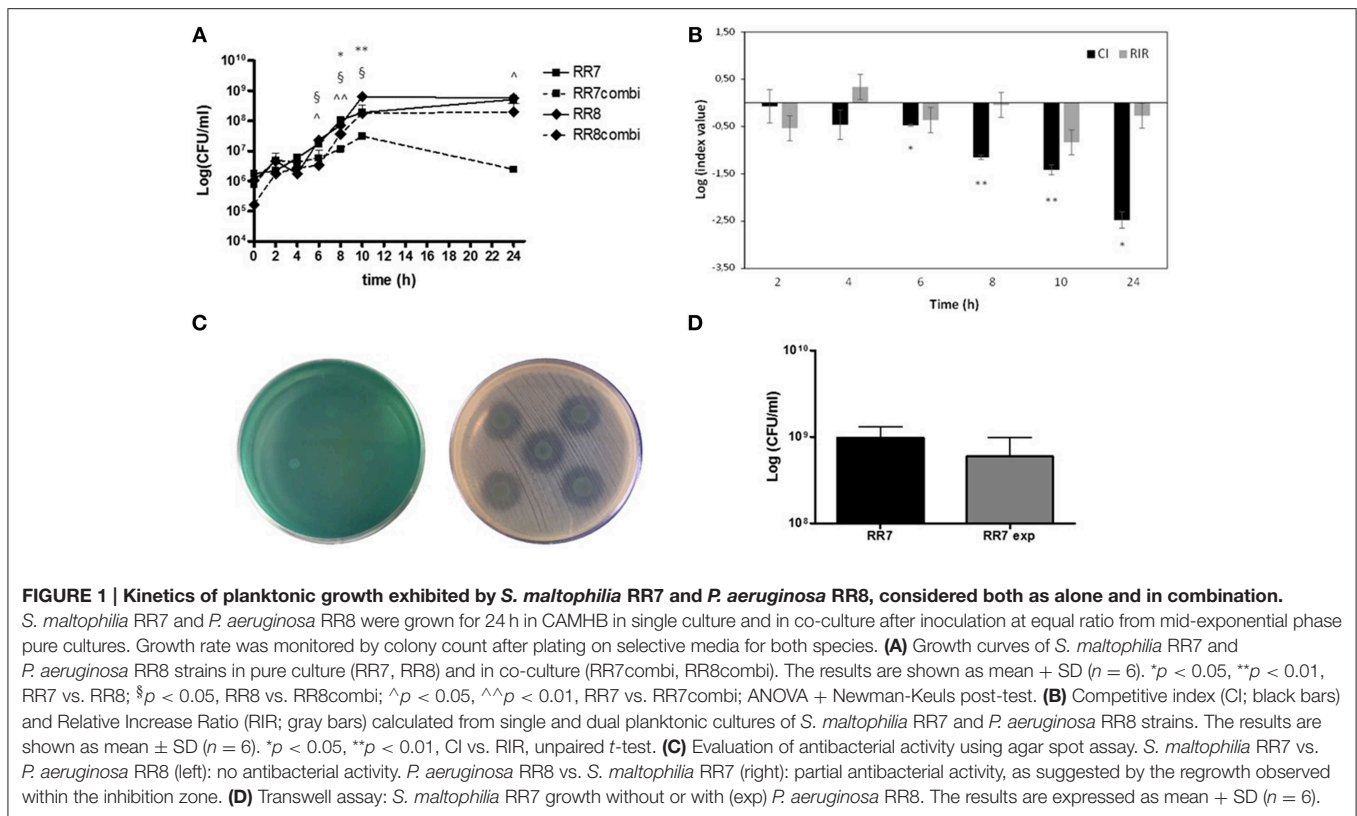 A
10¹⁰
10⁹
10⁸
10⁷
10⁶
10⁵
10⁴
Log(CFU/ml)
* **
§ § §
^ ^^ ^
0 2 4 6 8 10 12 14 16 18 20 22 24
time (h)
RR7
RR7combi
RR8
RR8combi
B
1,50
0,50
-0,50
-1,50
-2,50
-3,50
Log (index value)
CI RIR
* ** ** *
2 4 6 8 10 24
Time (h)
C
D
10¹⁰
10⁹
10⁸
Log (CFU/ml)
RR7 RR7 exp
FIGURE 1 | Kinetics of planktonic growth exhibited by S. maltophilia RR7 and P. aeruginosa RR8, considered both as alone and in combination.
S. maltophilia RR7 and P. aeruginosa RR8 were grown for 24 h in CAMHB in single culture and in co-culture after inoculation at equal ratio from mid-exponential phase
pure cultures. Growth rate was monitored by colony count after plating on selective media for both species. (A) Growth curves of S. maltophilia RR7 and
P. aeruginosa RR8 strains in pure culture (RR7, RR8) and in co-culture (RR7combi, RR8combi). The results are shown as mean + SD (n = 6). *p < 0.05, **p < 0.01,
RR7 vs. RR8; §p < 0.05, RR8 vs. RR8combi; ^p < 0.05, ^^p < 0.01, RR7 vs. RR7combi; ANOVA + Newman-Keuls post-test. (B) Competitive index (CI; black bars)
and Relative Increase Ratio (RIR; gray bars) calculated from single and dual planktonic cultures of S. maltophilia RR7 and P. aeruginosa RR8 strains. The results are
shown as mean ± SD (n = 6). *p < 0.05, **p < 0.01, CI vs. RIR, unpaired t-test. (C) Evaluation of antibacterial activity using agar spot assay. S. maltophilia RR7 vs.
P. aeruginosa RR8 (left): no antibacterial activity. P. aeruginosa RR8 vs. S. maltophilia RR7 (right): partial antibacterial activity, as suggested by the regrowth observed
within the inhibition zone. (D) Transwell assay: S. maltophilia RR7 growth without or with (exp) P. aeruginosa RR8. The results are expressed as mean + SD (n = 6).